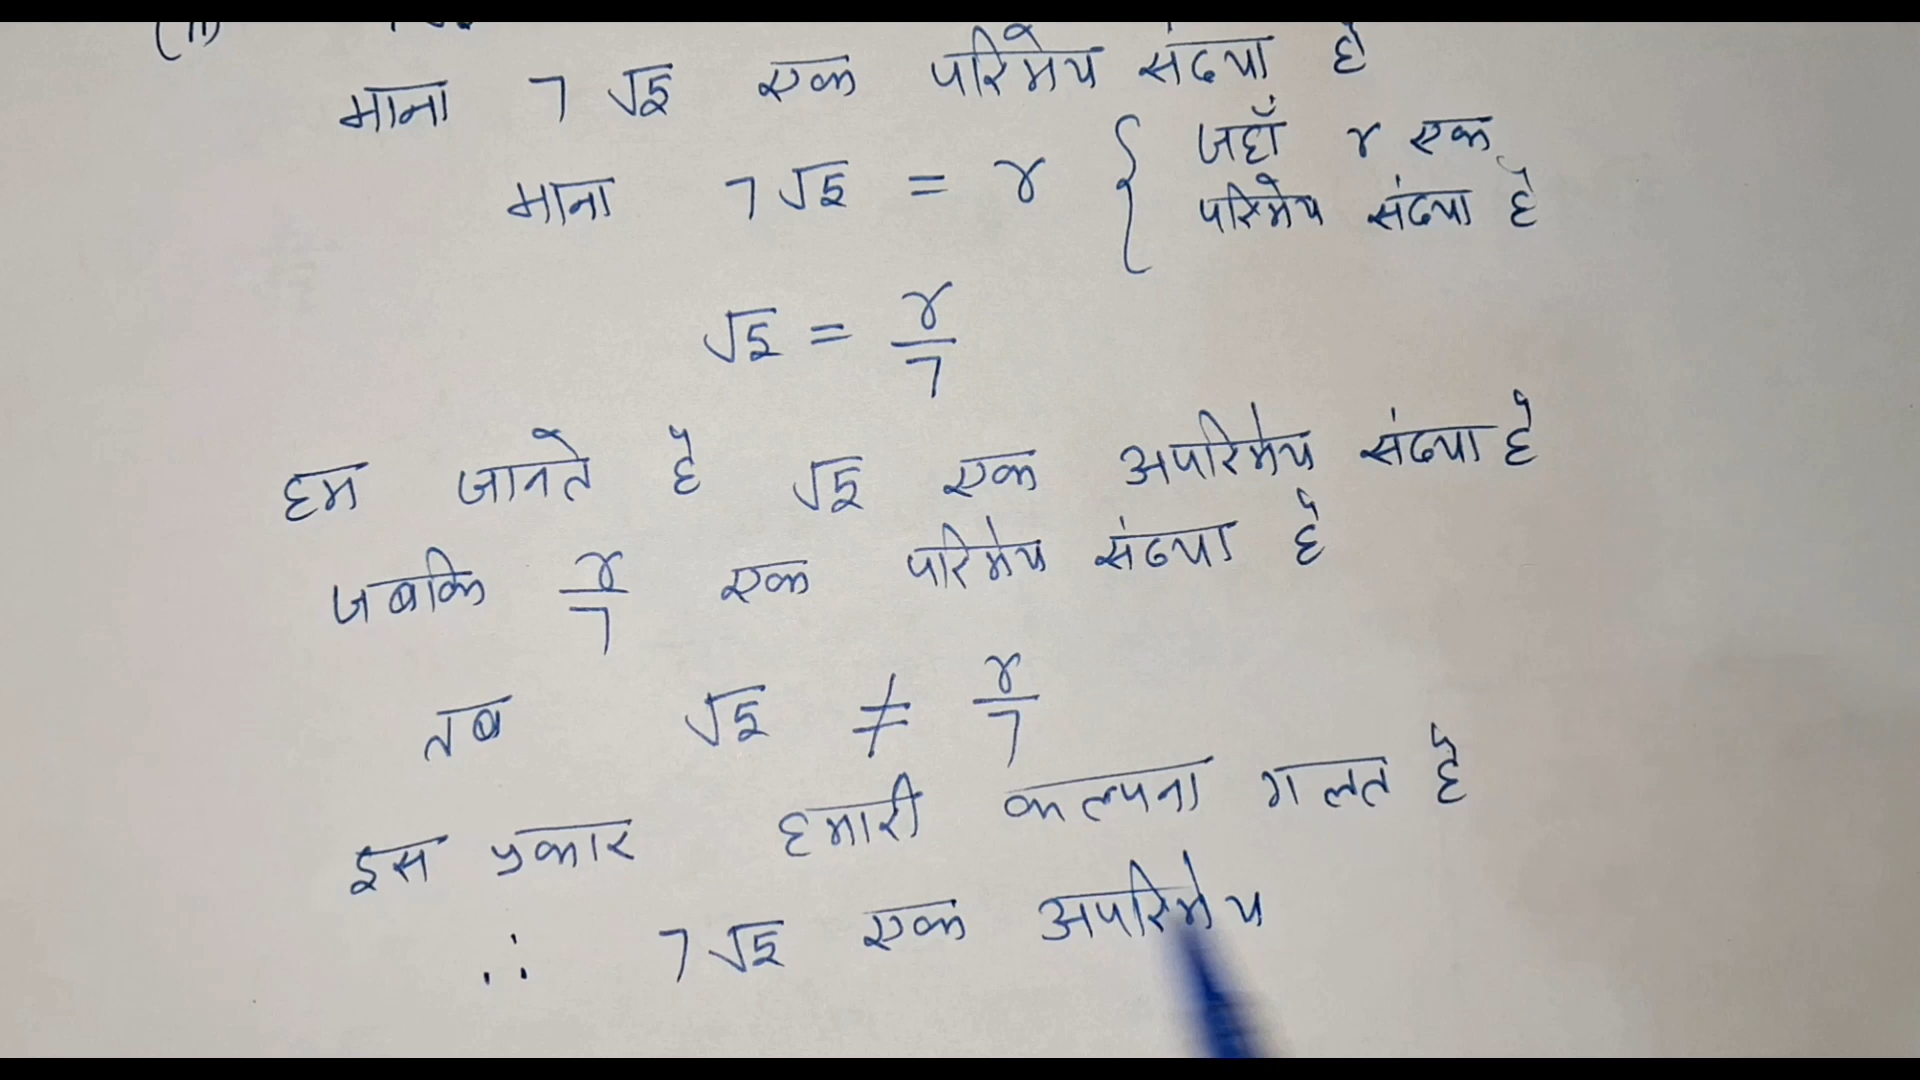 (ii)
माना 7√5 एक परिमेय संख्या है
माना 7√5 = r { जहाँ r एक
परिमेय संख्या है
√5 = r/7
हम जानते है √5 एक अपरिमेय संख्या है
जबकि r/7 एक परिमेय संख्या है
तब √5 ≠ r/7
इस प्रकार हमारी कल्पना गलत है
∴ 7√5 एक अपरिमेय